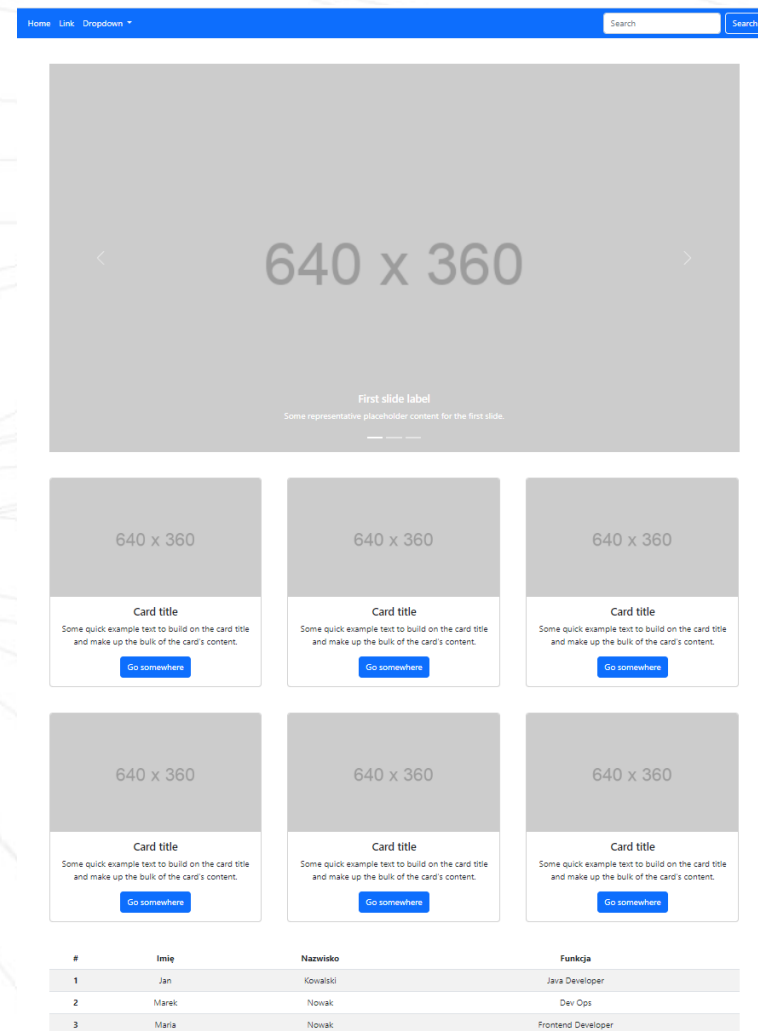 Home Link Dropdown Search Search
640 x 360
First slide label
Some representative placeholder content for the first slide.
640 x 360
640 x 360
640 x 360
Card title
Some quick example text to build on the card title
and make up the bulk of the card's content.
Go somewhere
Card title
Some quick example text to build on the card title
and make up the bulk of the card's content.
Go somewhere
Card title
Some quick example text to build on the card title
and make up the bulk of the card's content.
Go somewhere
640 x 360
640 x 360
640 x 360
Card title
Some quick example text to build on the card title
and make up the bulk of the card's content.
Go somewhere
Card title
Some quick example text to build on the card title
and make up the bulk of the card's content.
Go somewhere
Card title
Some quick example text to build on the card title
and make up the bulk of the card's content.
Go somewhere
# Imię Nazwisko Funkcja
1 Jan Kowalski Java Developer
2 Marek Nowak Dev Ops
3 Maria Nowak Frontend Developer